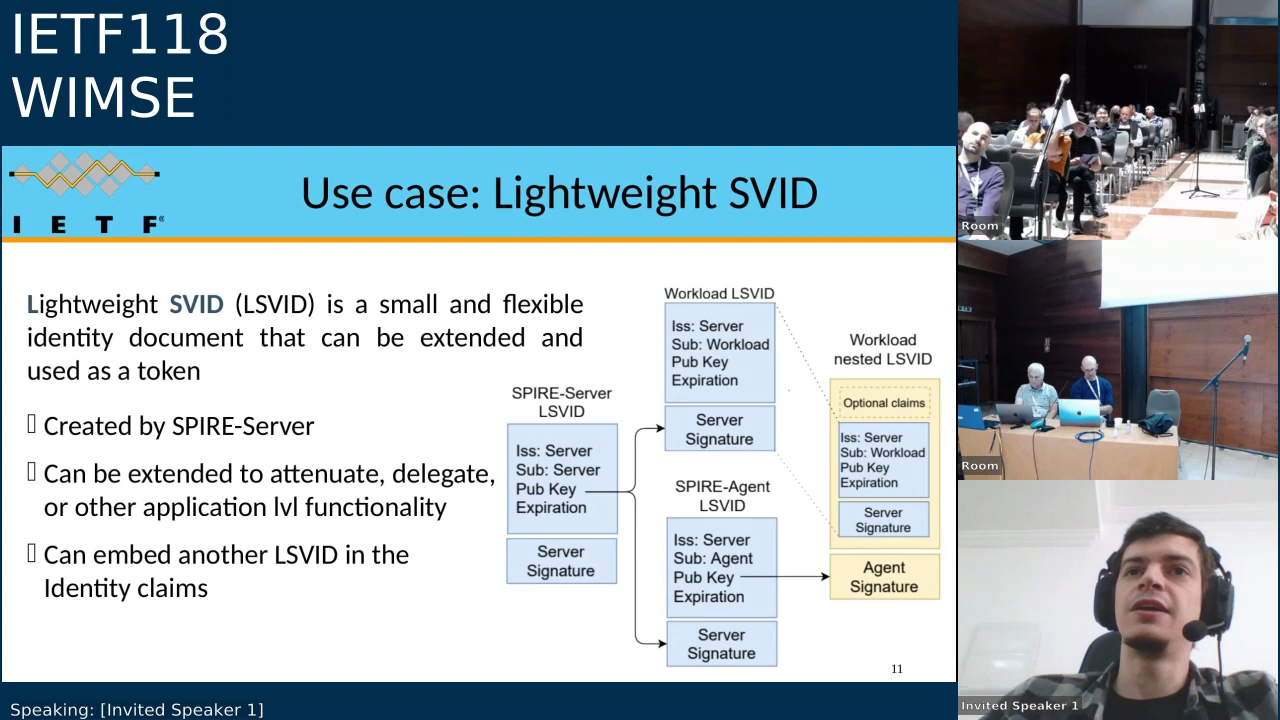 IETF118
WIMSE
I E T F®
Use case: Lightweight SVID
Lightweight SVID (LSVID) is a small and flexible
identity document that can be extended and
used as a token
Created by SPIRE-Server
Can be extended to attenuate, delegate,
or other application lvl functionality
Can embed another LSVID in the
Identity claims
SPIRE-Server
LSVID
Iss: Server
Sub: Server
Pub Key
Expiration
Server
Signature
Workload LSVID
Iss: Server
Sub: Workload
Pub Key
Expiration
Server
Signature
SPIRE-Agent
LSVID
Iss: Server
Sub: Agent
Pub Key
Expiration
Server
Signature
Workload
nested LSVID
Optional claims
Iss: Server
Sub: Workload
Pub Key
Expiration
Server
Signature
Agent
Signature
11
Room
Room
Invited Speaker 1
Speaking: [Invited Speaker 1]